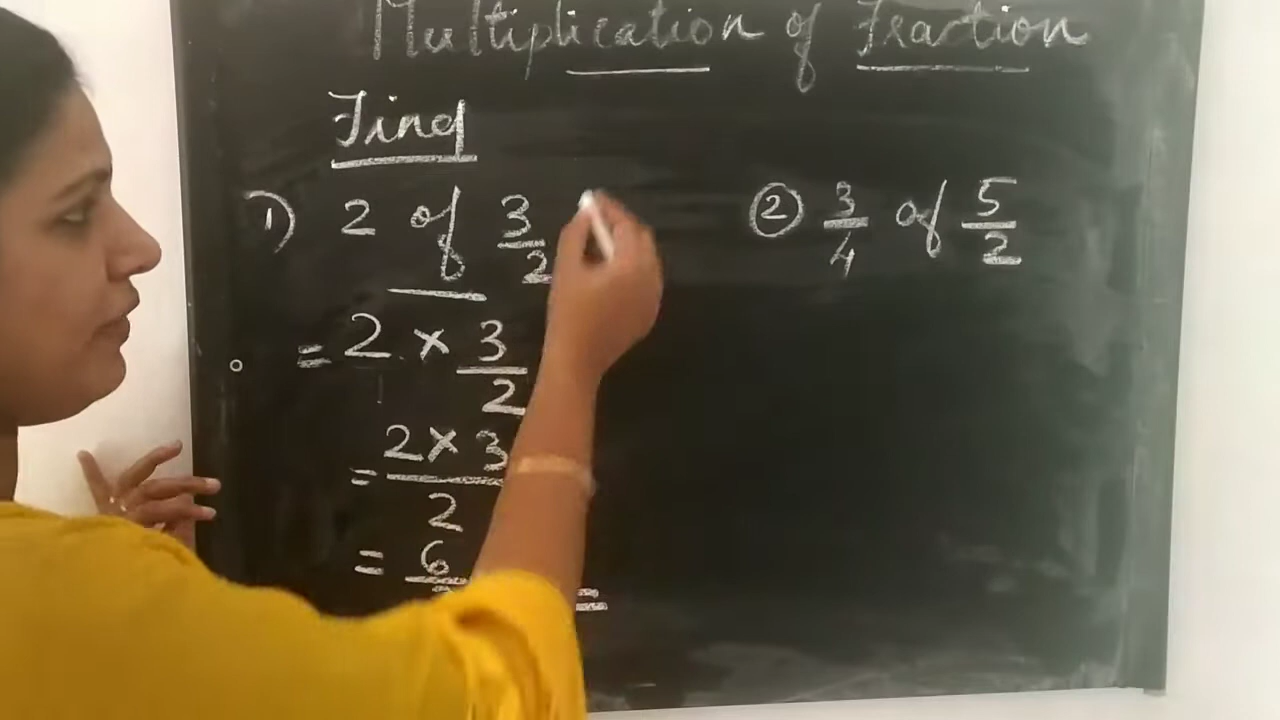 Multiplication of Fraction
Find
1) 2 of 3/2
= 2 × 3/2
= 2×3/2
= 6
=
② 3/4 of 5/2